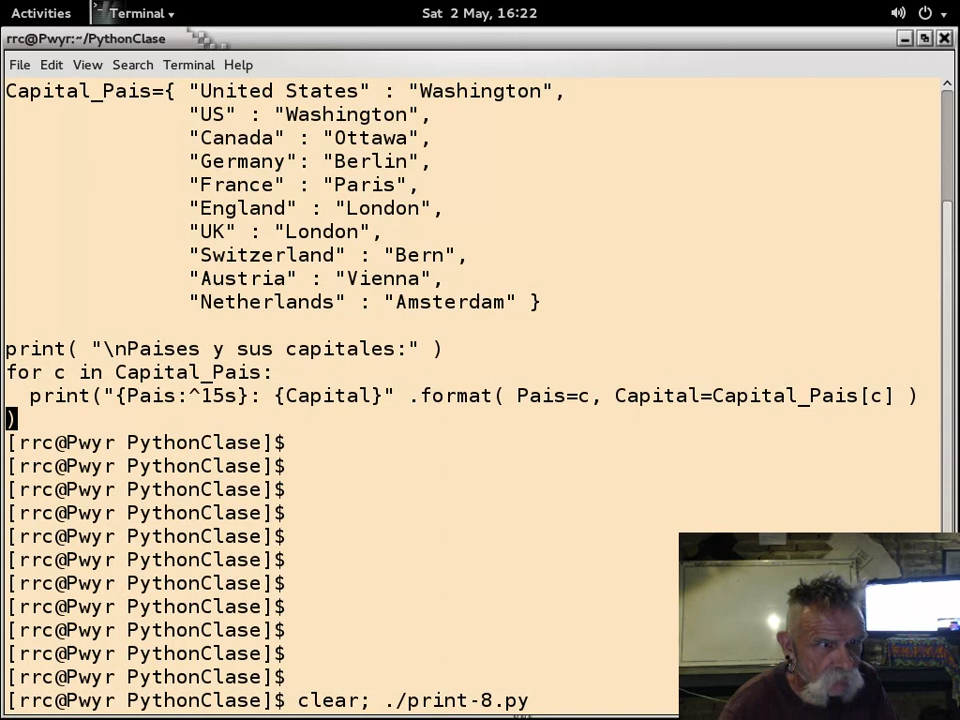 Activities Terminal Sat 2 May, 16:22
rrc@Pwyr:~/PythonClase
File Edit View Search Terminal Help
Capital_Pais={ "United States" : "Washington",
"US" : "Washington",
"Canada" : "Ottawa",
"Germany": "Berlin",
"France" : "Paris",
"England" : "London",
"UK" : "London",
"Switzerland" : "Bern",
"Austria" : "Vienna",
"Netherlands" : "Amsterdam" }
print( "\nPaises y sus capitales:" )
for c in Capital_Pais:
print("{Pais:^15s}: {Capital}" .format( Pais=c, Capital=Capital_Pais[c] )
)
[rrc@Pwyr PythonClase]$
[rrc@Pwyr PythonClase]$
[rrc@Pwyr PythonClase]$
[rrc@Pwyr PythonClase]$
[rrc@Pwyr PythonClase]$
[rrc@Pwyr PythonClase]$
[rrc@Pwyr PythonClase]$
[rrc@Pwyr PythonClase]$
[rrc@Pwyr PythonClase]$
[rrc@Pwyr PythonClase]$
[rrc@Pwyr PythonClase]$
[rrc@Pwyr PythonClase]$ clear; ./print-8.py